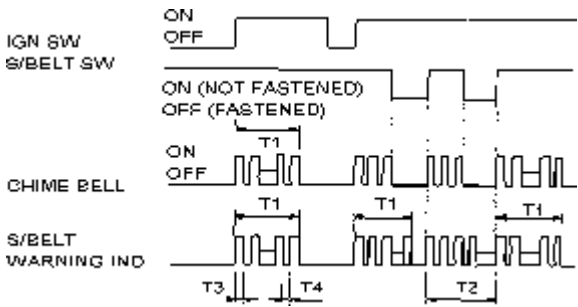 ON
OFF
IGN SW
S/BELT SW
ON (NOT FASTENED)
OFF (FASTENED)
T1
ON
OFF
CHIME BELL
T1
T1
T1
S/BELT
WARNING IND
T3
T4
T2